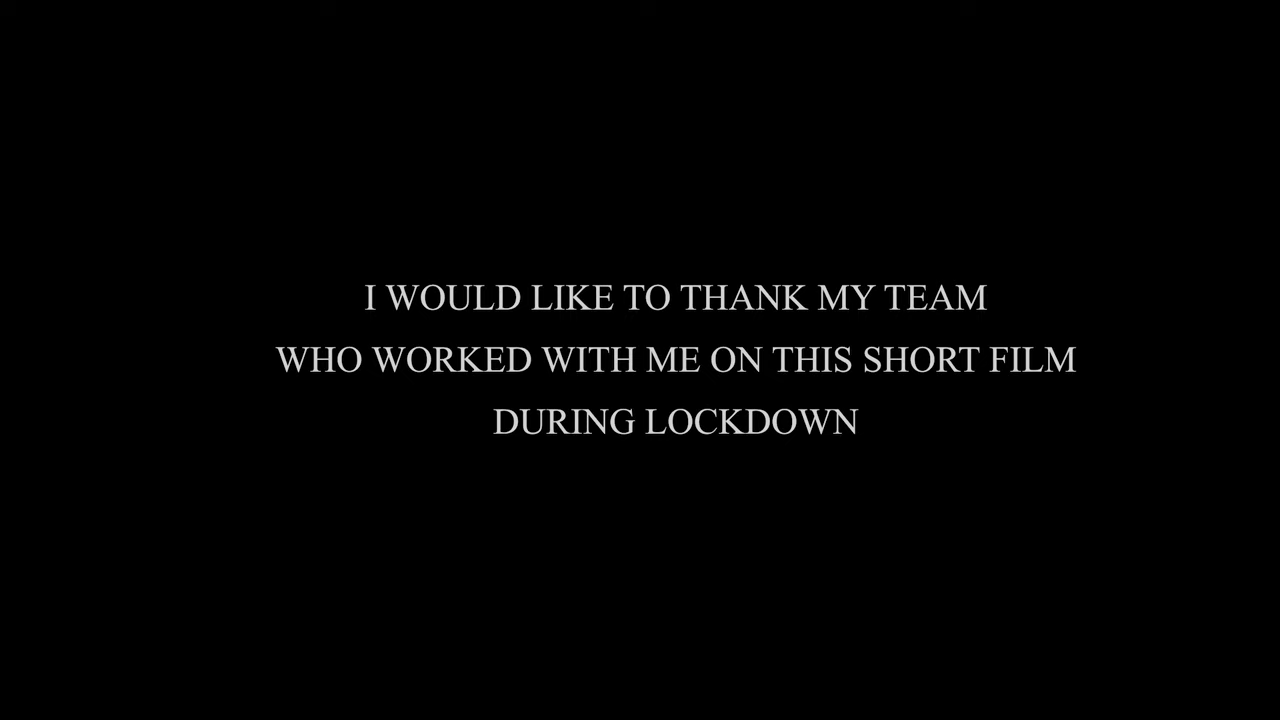 I WOULD LIKE TO THANK MY TEAM
WHO WORKED WITH ME ON THIS SHORT FILM
DURING LOCKDOWN